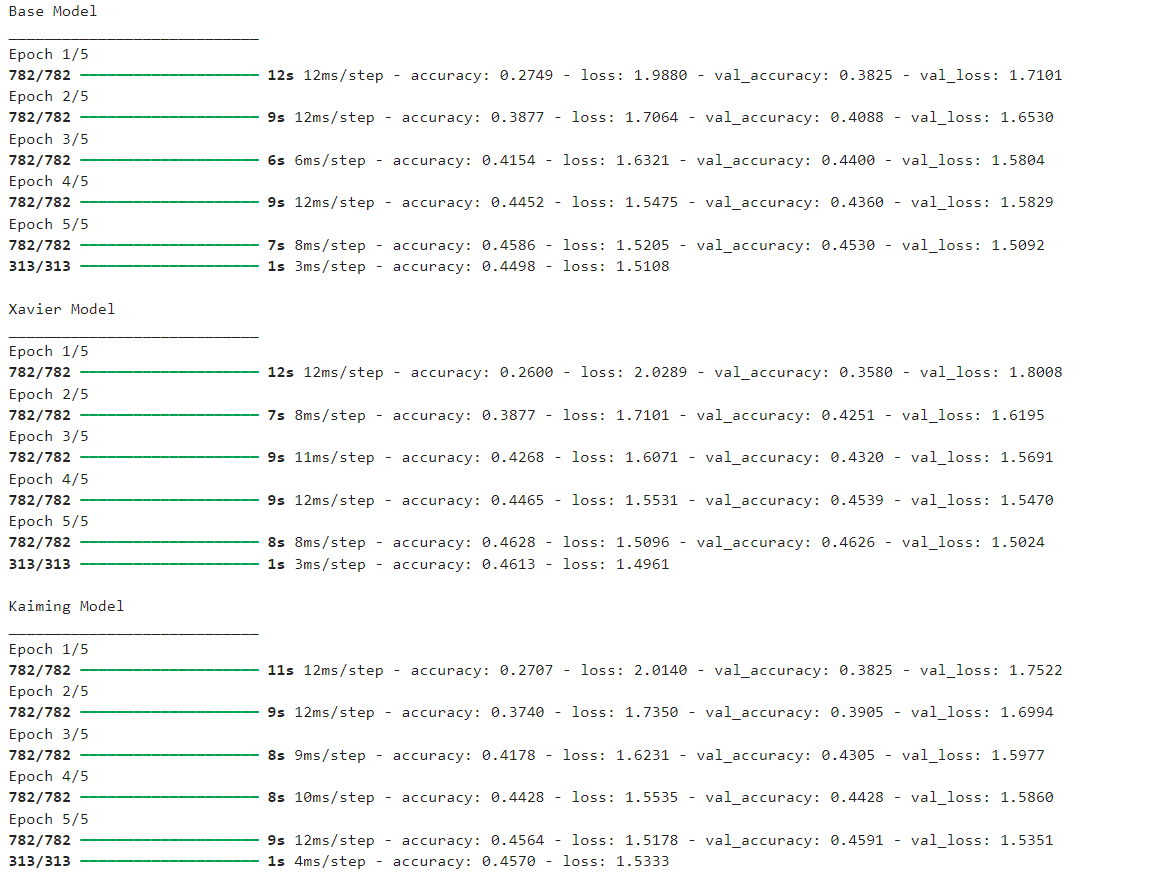 Base Model
____________________________
Epoch 1/5
782/782 ━━━━━━━━━━━━━━━━━━━━ 12s 12ms/step - accuracy: 0.2749 - loss: 1.9880 - val_accuracy: 0.3825 - val_loss: 1.7101
Epoch 2/5
782/782 ━━━━━━━━━━━━━━━━━━━━ 9s 12ms/step - accuracy: 0.3877 - loss: 1.7064 - val_accuracy: 0.4088 - val_loss: 1.6530
Epoch 3/5
782/782 ━━━━━━━━━━━━━━━━━━━━ 6s 6ms/step - accuracy: 0.4154 - loss: 1.6321 - val_accuracy: 0.4400 - val_loss: 1.5804
Epoch 4/5
782/782 ━━━━━━━━━━━━━━━━━━━━ 9s 12ms/step - accuracy: 0.4452 - loss: 1.5475 - val_accuracy: 0.4360 - val_loss: 1.5829
Epoch 5/5
782/782 ━━━━━━━━━━━━━━━━━━━━ 7s 8ms/step - accuracy: 0.4586 - loss: 1.5205 - val_accuracy: 0.4530 - val_loss: 1.5092
313/313 ━━━━━━━━━━━━━━━━━━━━ 1s 3ms/step - accuracy: 0.4498 - loss: 1.5108

Xavier Model
____________________________
Epoch 1/5
782/782 ━━━━━━━━━━━━━━━━━━━━ 12s 12ms/step - accuracy: 0.2600 - loss: 2.0289 - val_accuracy: 0.3580 - val_loss: 1.8008
Epoch 2/5
782/782 ━━━━━━━━━━━━━━━━━━━━ 7s 8ms/step - accuracy: 0.3877 - loss: 1.7101 - val_accuracy: 0.4251 - val_loss: 1.6195
Epoch 3/5
782/782 ━━━━━━━━━━━━━━━━━━━━ 9s 11ms/step - accuracy: 0.4268 - loss: 1.6071 - val_accuracy: 0.4320 - val_loss: 1.5691
Epoch 4/5
782/782 ━━━━━━━━━━━━━━━━━━━━ 9s 12ms/step - accuracy: 0.4465 - loss: 1.5531 - val_accuracy: 0.4539 - val_loss: 1.5470
Epoch 5/5
782/782 ━━━━━━━━━━━━━━━━━━━━ 8s 8ms/step - accuracy: 0.4628 - loss: 1.5096 - val_accuracy: 0.4626 - val_loss: 1.5024
313/313 ━━━━━━━━━━━━━━━━━━━━ 1s 3ms/step - accuracy: 0.4613 - loss: 1.4961

Kaiming Model
____________________________
Epoch 1/5
782/782 ━━━━━━━━━━━━━━━━━━━━ 11s 12ms/step - accuracy: 0.2707 - loss: 2.0140 - val_accuracy: 0.3825 - val_loss: 1.7522
Epoch 2/5
782/782 ━━━━━━━━━━━━━━━━━━━━ 9s 12ms/step - accuracy: 0.3740 - loss: 1.7350 - val_accuracy: 0.3905 - val_loss: 1.6994
Epoch 3/5
782/782 ━━━━━━━━━━━━━━━━━━━━ 8s 9ms/step - accuracy: 0.4178 - loss: 1.6231 - val_accuracy: 0.4305 - val_loss: 1.5977
Epoch 4/5
782/782 ━━━━━━━━━━━━━━━━━━━━ 8s 10ms/step - accuracy: 0.4428 - loss: 1.5535 - val_accuracy: 0.4428 - val_loss: 1.5860
Epoch 5/5
782/782 ━━━━━━━━━━━━━━━━━━━━ 9s 12ms/step - accuracy: 0.4564 - loss: 1.5178 - val_accuracy: 0.4591 - val_loss: 1.5351
313/313 ━━━━━━━━━━━━━━━━━━━━ 1s 4ms/step - accuracy: 0.4570 - loss: 1.5333